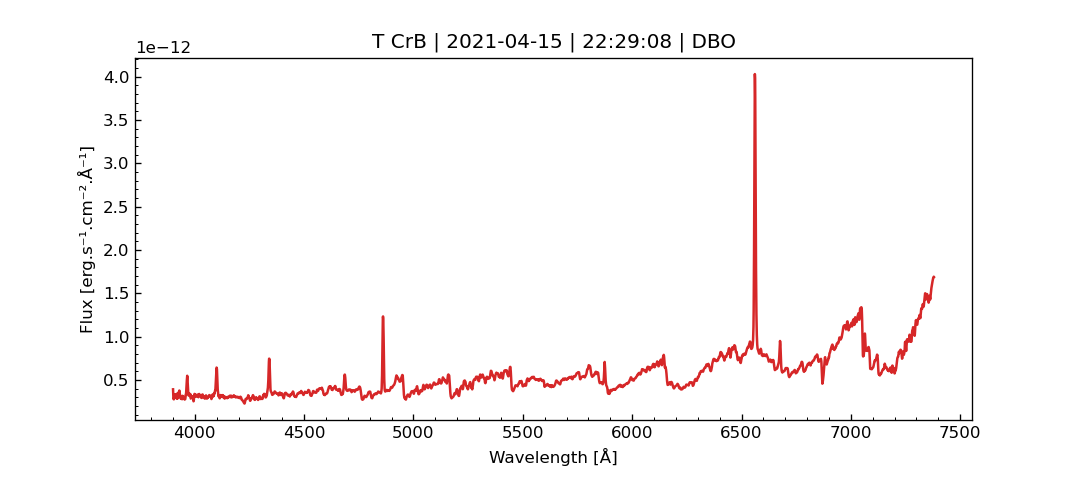 T CrB | 2021-04-15 | 22:29:08 | DBO
1e−12
4.0
3.5
3.0
2.5
2.0
1.5
1.0
0.5
Flux [erg.s⁻¹.cm⁻².Å⁻¹]
4000 4500 5000 5500 6000 6500 7000 7500
Wavelength [Å]